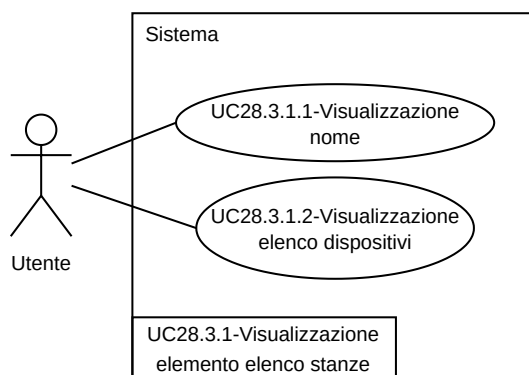 Sistema
UC28.3.1.1-Visualizzazione
nome
UC28.3.1.2-Visualizzazione
elenco dispositivi
Utente
UC28.3.1-Visualizzazione
elemento elenco stanze